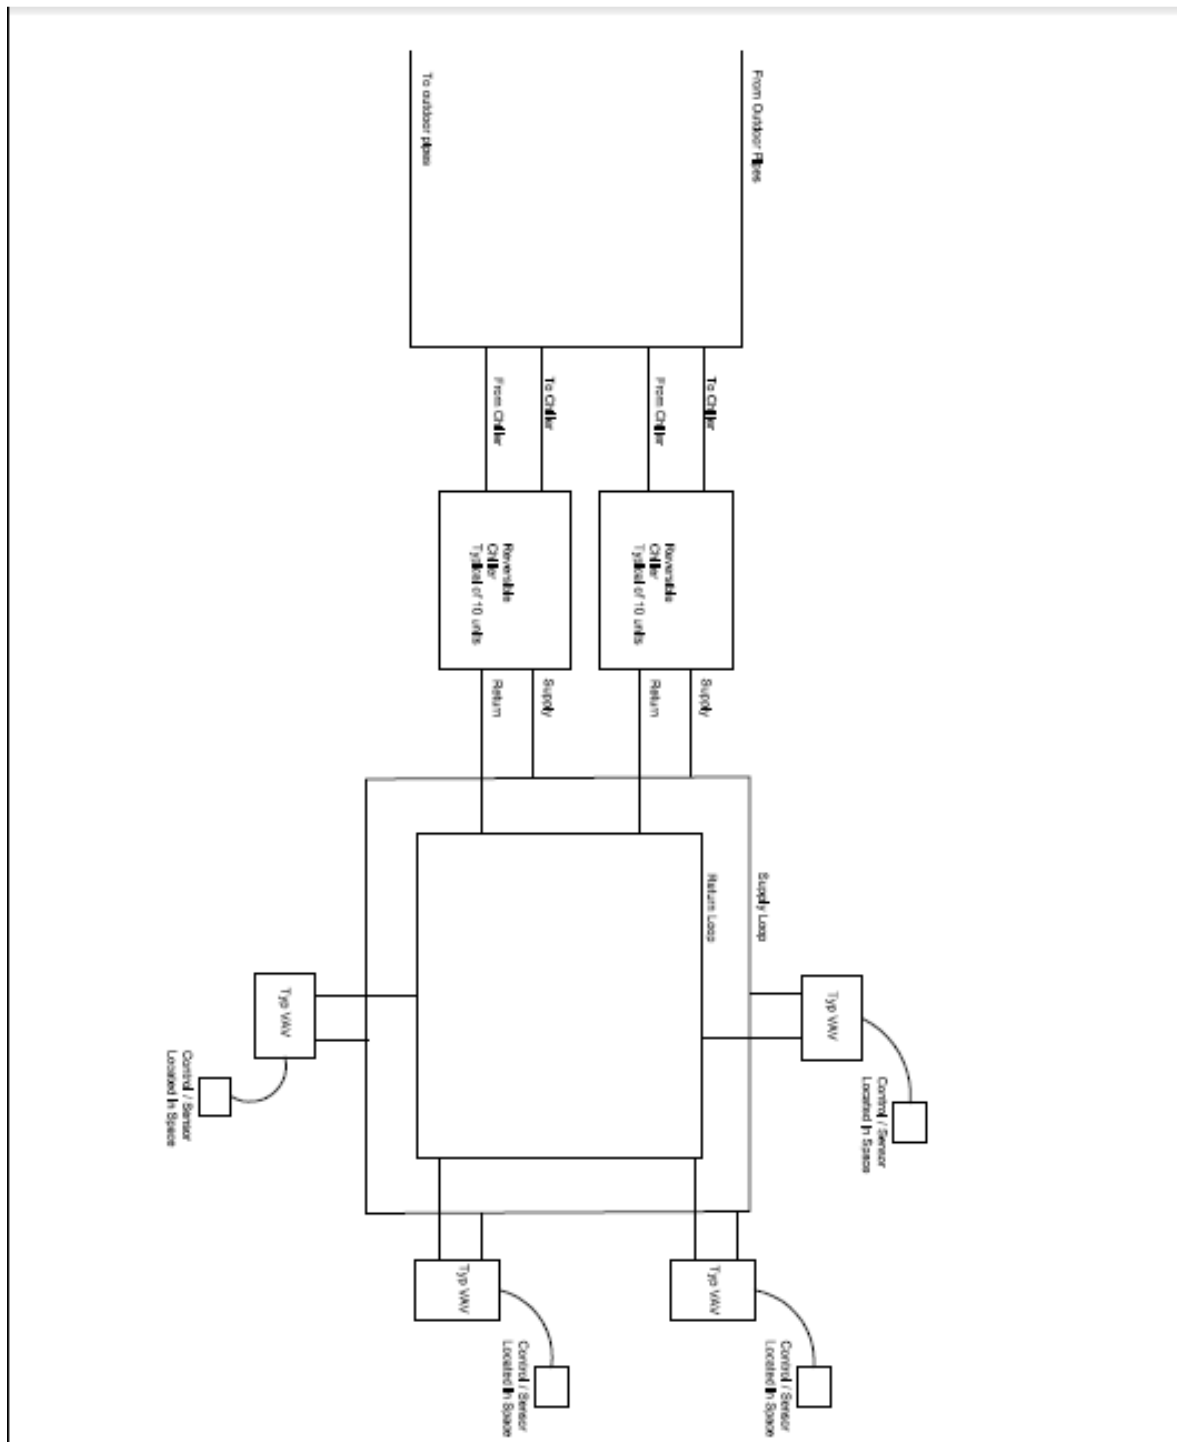 To outdoor pipes
From Outdoor Pipes
From Chiller
To Chiller
From Chiller
To Chiller
Reversible
Chiller
Typical of 10 units
Reversible
Chiller
Typical of 10 units
Return
Supply
Return
Supply
Return Loop
Supply Loop
Typ VAV
Control / Sensor
Located In Space
Typ VAV
Control / Sensor
Located In Space
Typ VAV
Control / Sensor
Located In Space
Typ VAV
Control / Sensor
Located In Space